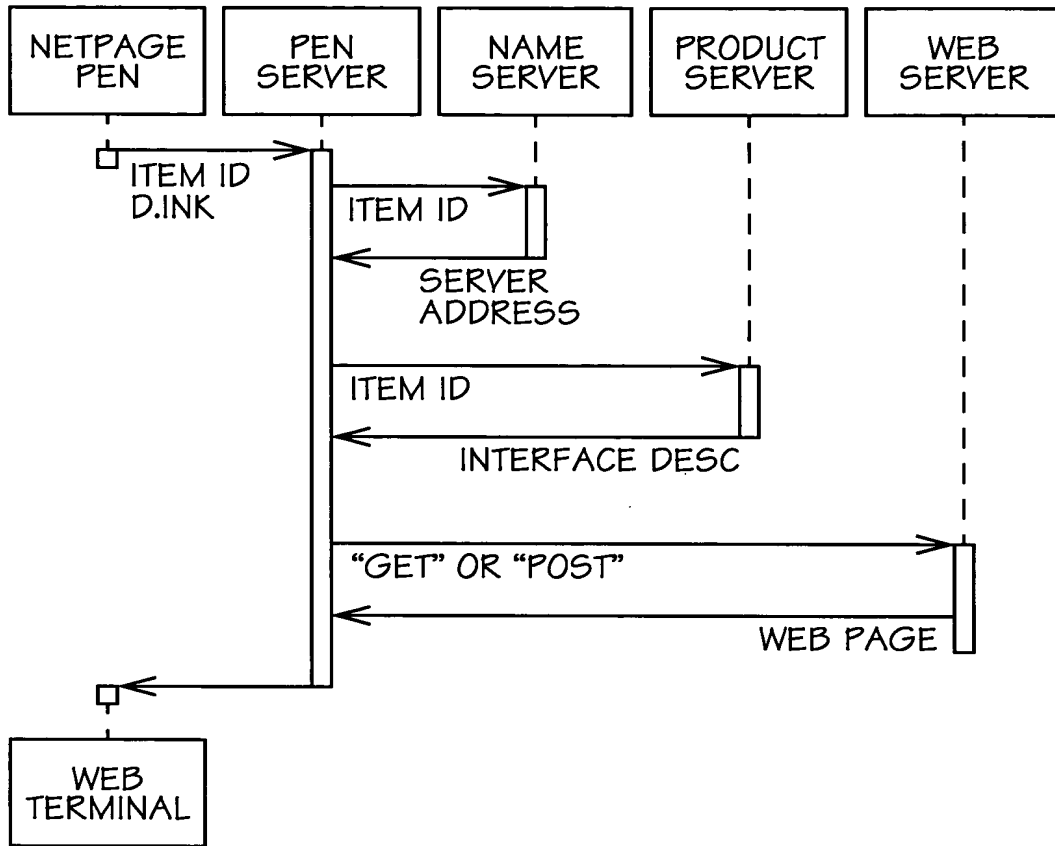 NETPAGE
PEN
PEN
SERVER
NAME
SERVER
PRODUCT
SERVER
WEB
SERVER
ITEM ID
D.INK
ITEM ID
SERVER
ADDRESS
ITEM ID
INTERFACE DESC
“GET” OR “POST”
WEB PAGE
WEB
TERMINAL